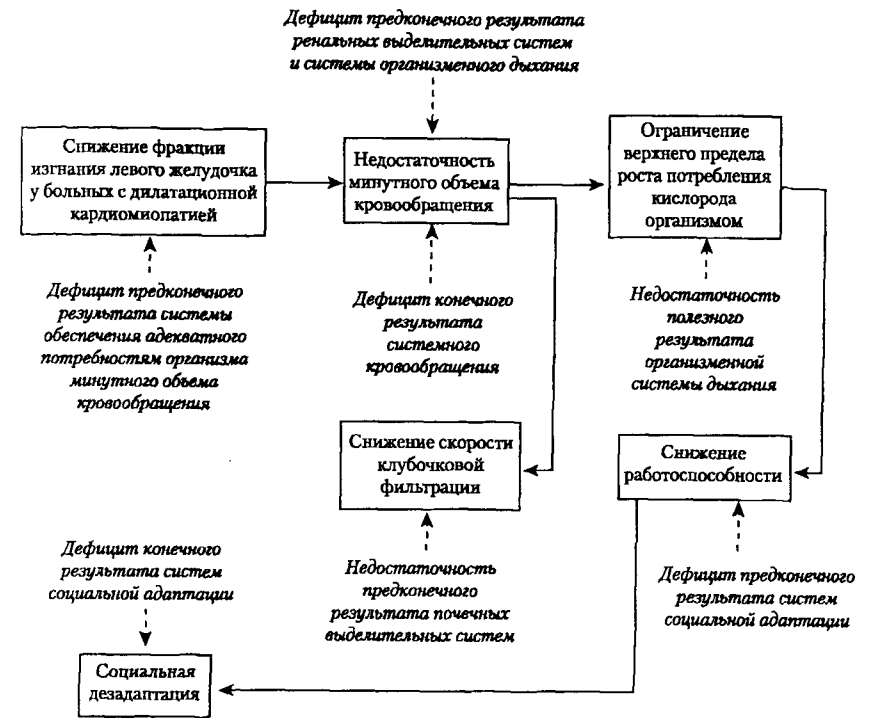 Дефицит предконечного результата
ренальных выделительных систем
и системы организменного дыхания
Снижение фракции
изгнания левого желудочка
у больных с дилатационной
кардиомиопатией
Недостаточность
минутного объема
кровообращения
Ограничение
верхнего предела
роста потребления
кислорода
организмом
Дефицит предконечного
результата системы
обеспечения адекватного
потребностям организма
минутного объема
кровообращения
Дефицит конечного
результата
системного
кровообращения
Недостаточность
полезного
результата
организменной
системы дыхания
Снижение скорости
клубочковой
фильтрации
Снижение
работоспособности
Дефицит конечного
результата систем
социальной адаптации
Недостаточность
предконечного
результата почечных
выделительных систем
Дефицит предконечного
результата систем
социальной адаптации
Социальная
дезадаптация